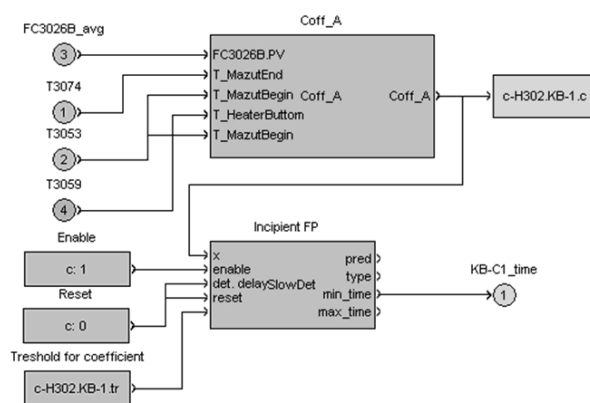 FC3026B_avg
3
T3074
1
T3053
2
T3059
4
Coff_A
FC3026B.PV
T_MazutEnd
T_MazutBegin
Coff_A
Coff_A
T_HeaterButtom
T_MazutBegin
c-H302.KB-1.c
Enable
c: 1
Reset
c: 0
Treshold for coefficient
c-H302.KB-1.tr
Incipient FP
x
enable
det. delay
SlowDet
reset
pred
type
min_time
max_time
KB-C1_time
1